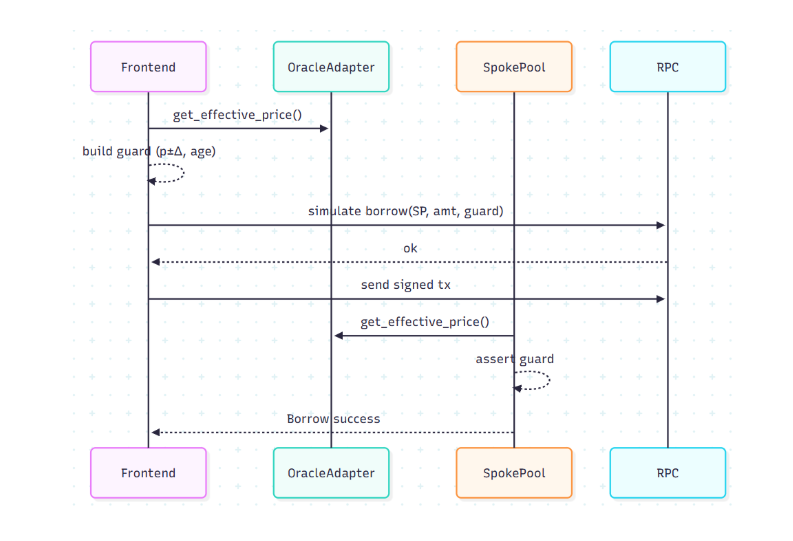 Frontend
OracleAdapter
SpokePool
RPC
get_effective_price()
build guard (p±Δ, age)
simulate borrow(SP, amt, guard)
ok
send signed tx
get_effective_price()
assert guard
Borrow success
Frontend
OracleAdapter
SpokePool
RPC